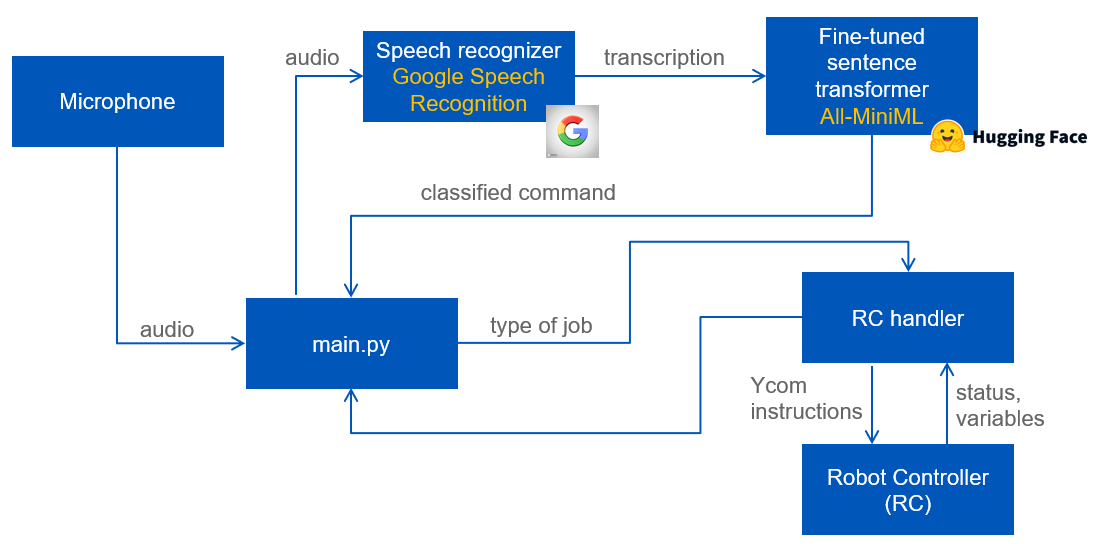 Microphone
audio
Speech recognizer
Google Speech
Recognition
transcription
Fine-tuned
sentence
transformer
All-MiniML
Hugging Face
classified command
audio
main.py
type of job
RC handler
Ycom
instructions
status,
variables
Robot Controller
(RC)